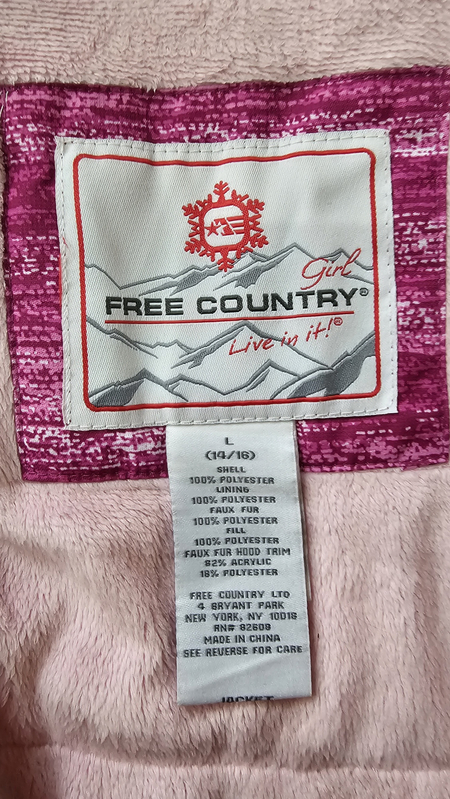 Girl
FREE COUNTRY®
Live in it!®
L
(14/16)
SHELL
100% POLYESTER
LINING
100% POLYESTER
FAUX FUR
100% POLYESTER
FILL
100% POLYESTER
FAUX FUR HOOD TRIM
82% ACRYLIC
18% POLYESTER
FREE COUNTRY LTD
4 BRYANT PARK
NEW YORK, NY 10018
RN# 82608
MADE IN CHINA
SEE REVERSE FOR CARE
JACKET